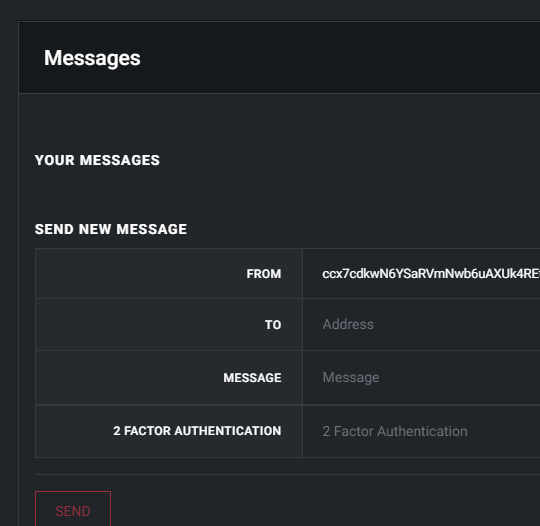 Messages
YOUR MESSAGES
SEND NEW MESSAGE
FROM ccx7cdkwN6YSaRVmNwb6uAXUk4RE
TO Address
MESSAGE Message
2 FACTOR AUTHENTICATION 2 Factor Authentication
SEND